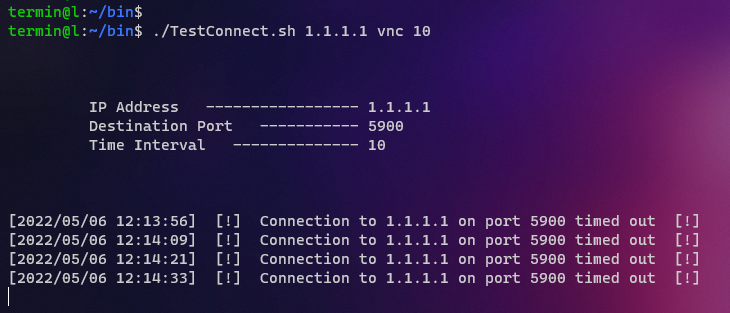 termin@l:~/bin$
termin@l:~/bin$ ./TestConnect.sh 1.1.1.1 vnc 10
IP Address ----------------- 1.1.1.1
Destination Port ----------- 5900
Time Interval -------------- 10
[2022/05/06 12:13:56] [!] Connection to 1.1.1.1 on port 5900 timed out [!]
[2022/05/06 12:14:09] [!] Connection to 1.1.1.1 on port 5900 timed out [!]
[2022/05/06 12:14:21] [!] Connection to 1.1.1.1 on port 5900 timed out [!]
[2022/05/06 12:14:33] [!] Connection to 1.1.1.1 on port 5900 timed out [!]